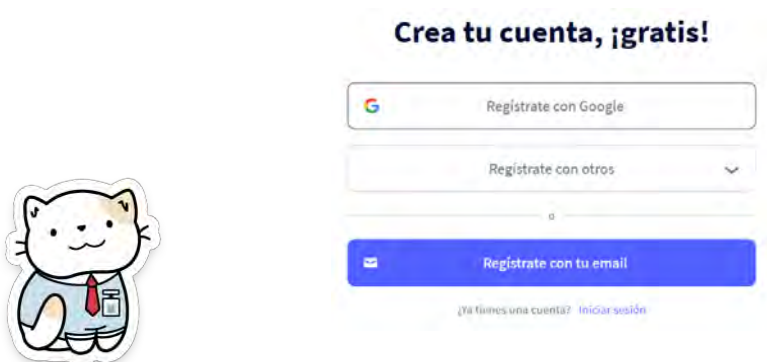 Crea tu cuenta, ¡gratis!
Regístrate con Google
Regístrate con otros
o
Regístrate con tu email
¿Ya tienes una cuenta? Iniciar sesión